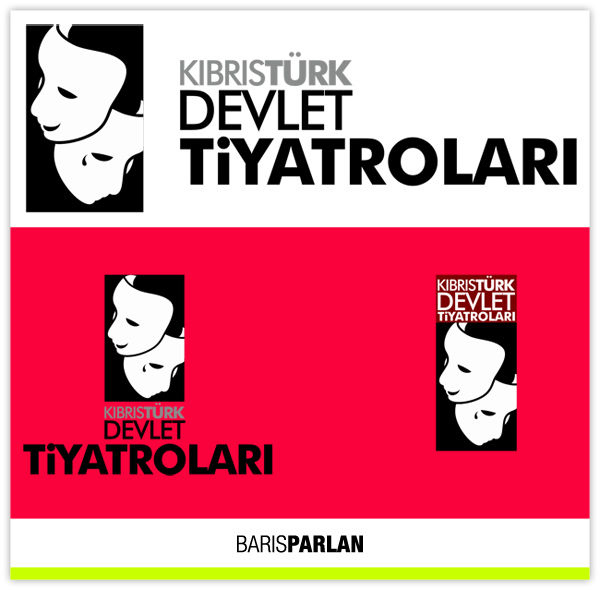 KIBRISTÜRK
DEVLET
TiYATROLARI
KIBRISTÜRK
DEVLET
TiYATROLARI
KIBRISTÜRK
DEVLET
TiYATROLARI
BARISPARLAN